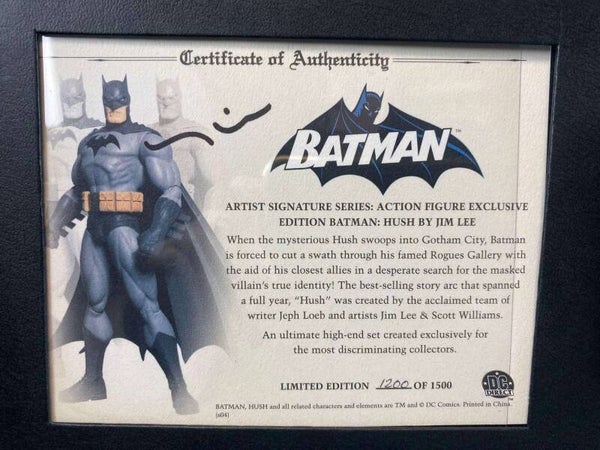 Certificate of Authenticity
BATMAN™
ARTIST SIGNATURE SERIES: ACTION FIGURE EXCLUSIVE
EDITION BATMAN: HUSH BY JIM LEE
When the mysterious Hush swoops into Gotham City, Batman
is forced to cut a swath through his famed Rogues Gallery with
the aid of his closest allies in a desperate search for the masked
villain's true identity! The best-selling story arc that spanned
a full year, "Hush" was created by the acclaimed team of
writer Jeph Loeb and artists Jim Lee & Scott Williams.
An ultimate high-end set created exclusively for
the most discriminating collectors.
LIMITED EDITION 1200 OF 1500
DC
DIRECT™
BATMAN, HUSH and all related characters and elements are TM and © DC Comics. Printed in China.
(s04)